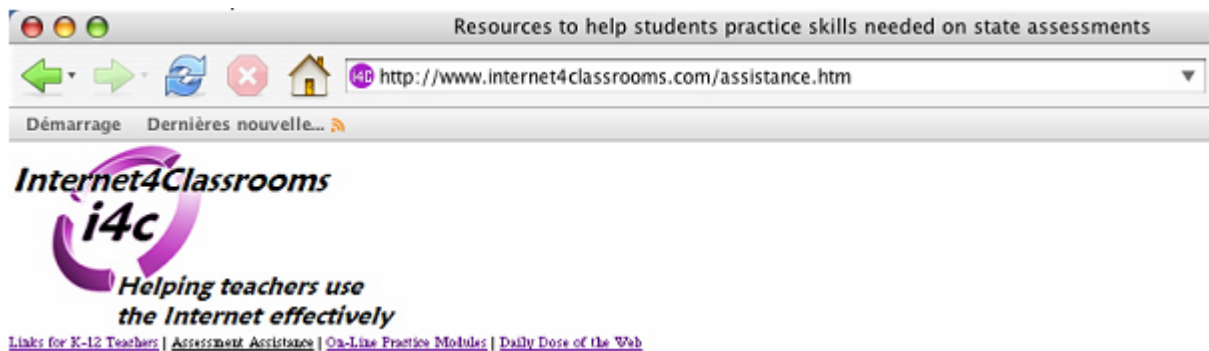 Resources to help students practice skills needed on state assessments
i4c http://www.internet4classrooms.com/assistance.htm
Démarrage Dernières nouvelle...
Internet4Classrooms
i4c
Helping teachers use
the Internet effectively
Links for K-12 Teachers | Assessment Assistance | On-Line Practice Modules | Daily Dose of the Web